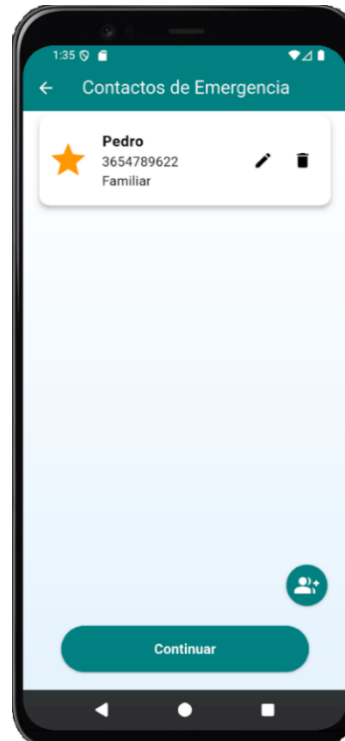 1:35
Contactos de Emergencia
Pedro
3654789622
Familiar
Continuar